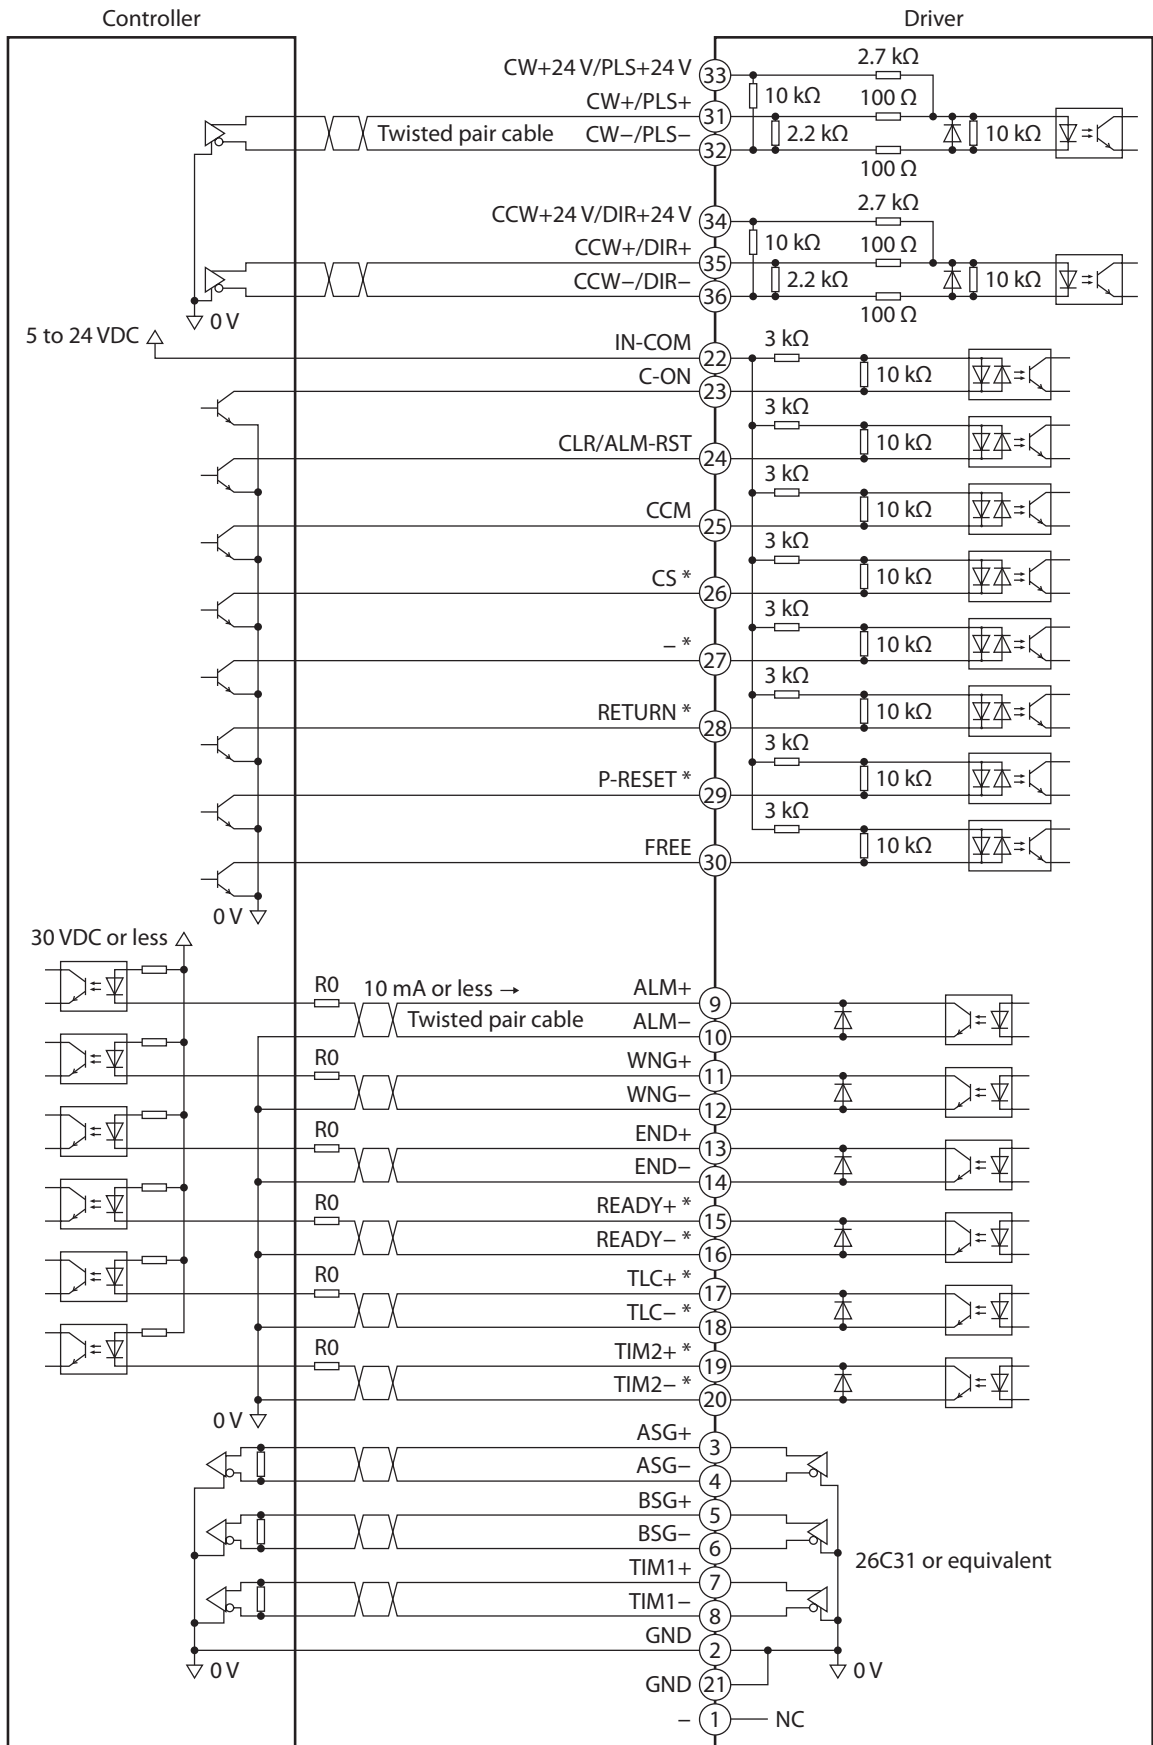 Controller
Driver
CW+24 V/PLS+24 V
33
2.7 kΩ
10 kΩ
CW+/PLS+
31
100 Ω
Twisted pair cable
CW−/PLS−
32
2.2 kΩ
10 kΩ
100 Ω
CCW+24 V/DIR+24 V
34
2.7 kΩ
10 kΩ
CCW+/DIR+
35
100 Ω
CCW−/DIR−
36
2.2 kΩ
10 kΩ
100 Ω
0 V
5 to 24 VDC
IN-COM
22
3 kΩ
C-ON
23
10 kΩ
3 kΩ
CLR/ALM-RST
24
10 kΩ
3 kΩ
CCM
25
10 kΩ
3 kΩ
CS *
26
10 kΩ
3 kΩ
− *
27
10 kΩ
3 kΩ
RETURN *
28
10 kΩ
3 kΩ
P-RESET *
29
10 kΩ
3 kΩ
FREE
30
10 kΩ
0 V
30 VDC or less
R0
10 mA or less →
ALM+
9
Twisted pair cable
ALM−
10
R0
WNG+
11
WNG−
12
R0
END+
13
END−
14
R0
READY+ *
15
READY− *
16
R0
TLC+ *
17
TLC− *
18
R0
TIM2+ *
19
TIM2− *
20
0 V
ASG+
3
ASG−
4
BSG+
5
BSG−
6
26C31 or equivalent
TIM1+
7
TIM1−
8
GND
2
0 V
0 V
GND
21
−
1
NC